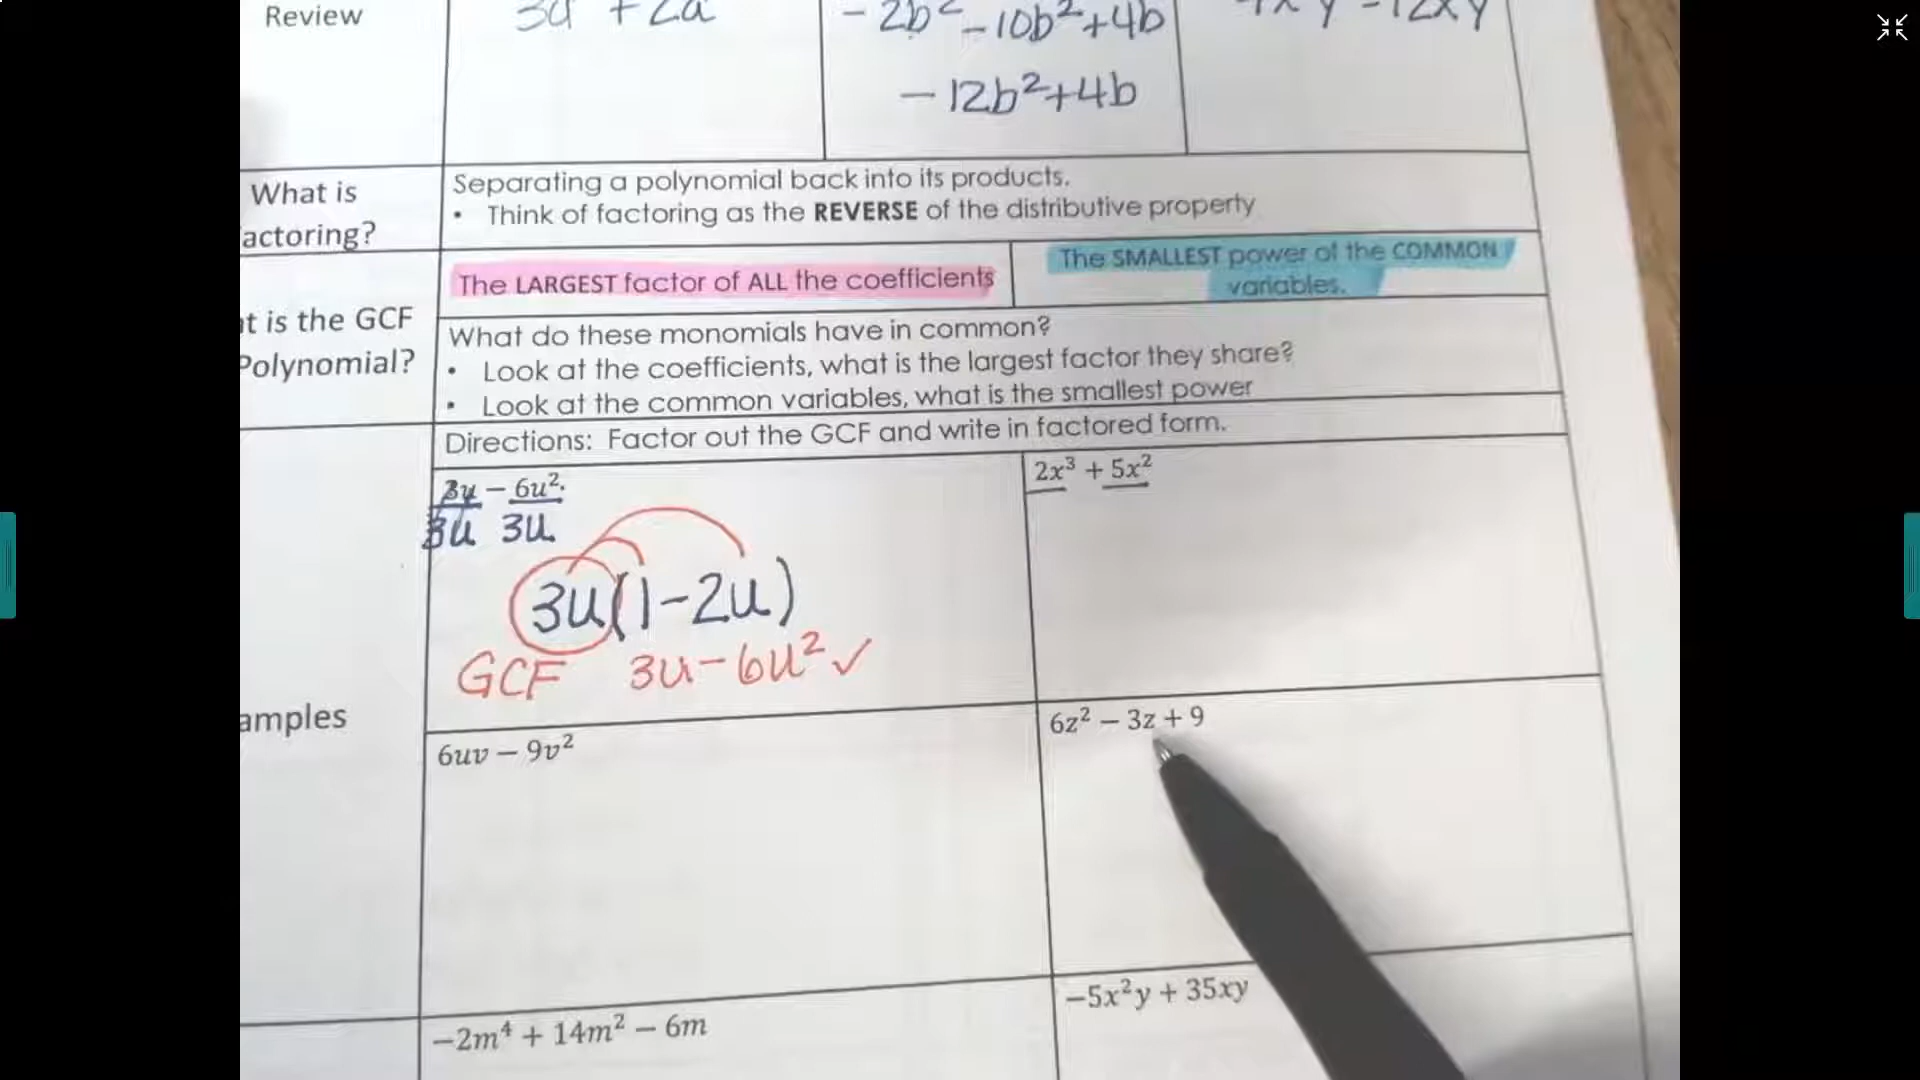 Review
3a + 2a
- 2b² - 10b² + 4b
- 12xy
- 12b² + 4b
What is
actoring?
Separating a polynomial back into its products.
• Think of factoring as the REVERSE of the distributive property
t is the GCF
Polynomial?
The LARGEST factor of ALL the coefficients
The SMALLEST power of the COMMON
variables.
What do these monomials have in common?
• Look at the coefficients, what is the largest factor they share?
• Look at the common variables, what is the smallest power
amples
Directions: Factor out the GCF and write in factored form.
3u − 6u²
3u 3u
3u(1-2u)
GCF 3u-6u² ✓
2x³ + 5x²
6uv − 9v²
6z² − 3z + 9
−2m⁴ + 14m² − 6m
−5x²y + 35xy